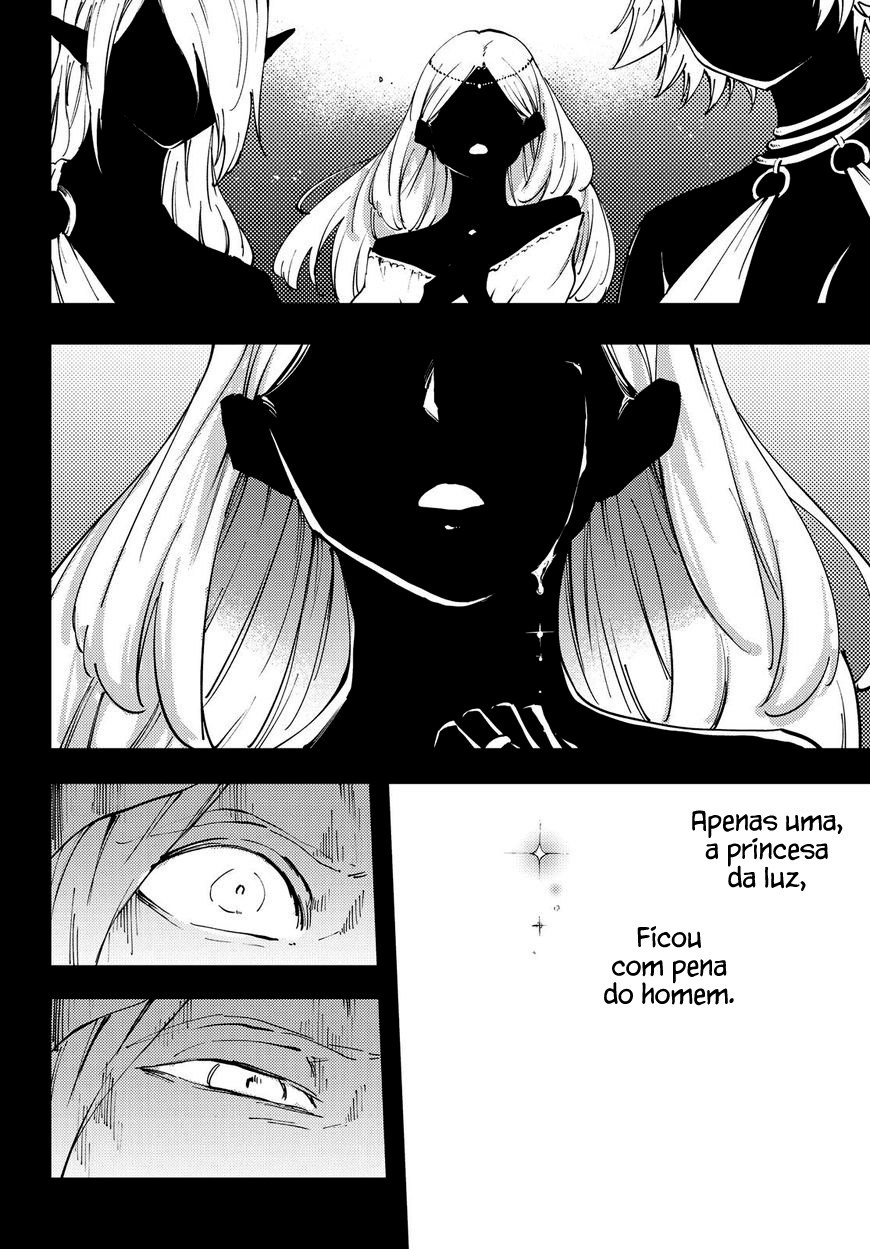 Apenas uma,
a princesa
da luz,
Ficou
com pena
do homem.